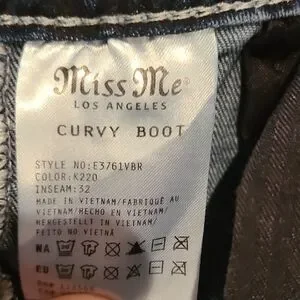 Miss Me®
LOS ANGELES
CURVY BOOT
STYLE NO:E3761VBR
COLOR:K220
INSEAM:32
MADE IN VIETNAM/FABRIQUÉ AU
VIETNAM/HECHO EN VIETNAM/
HERGESTELLT IN VIETNAM/
FEITO NO VIETNÃ
NA
EU